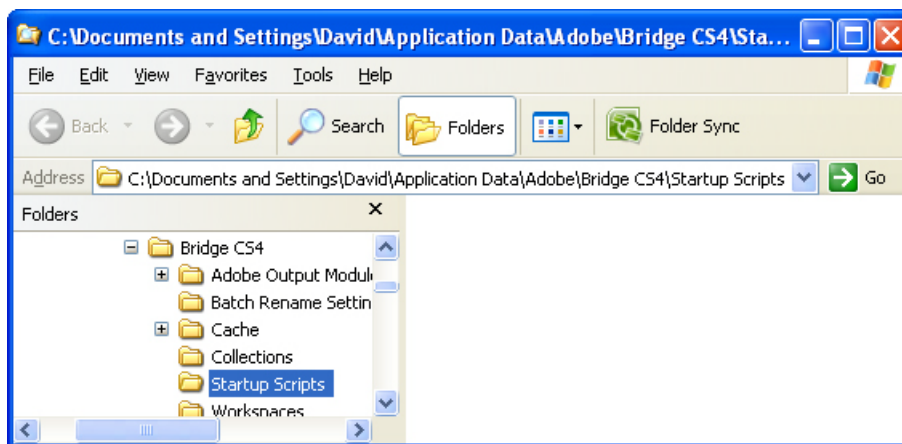 C:\Documents and Settings\David\Application Data\Adobe\Bridge CS4\Sta...
File Edit View Favorites Tools Help
Back Search Folders Folder Sync
Address C:\Documents and Settings\David\Application Data\Adobe\Bridge CS4\Startup Scripts Go
Folders
Bridge CS4
Adobe Output Modul
Batch Rename Settin
Cache
Collections
Startup Scripts
Workspaces